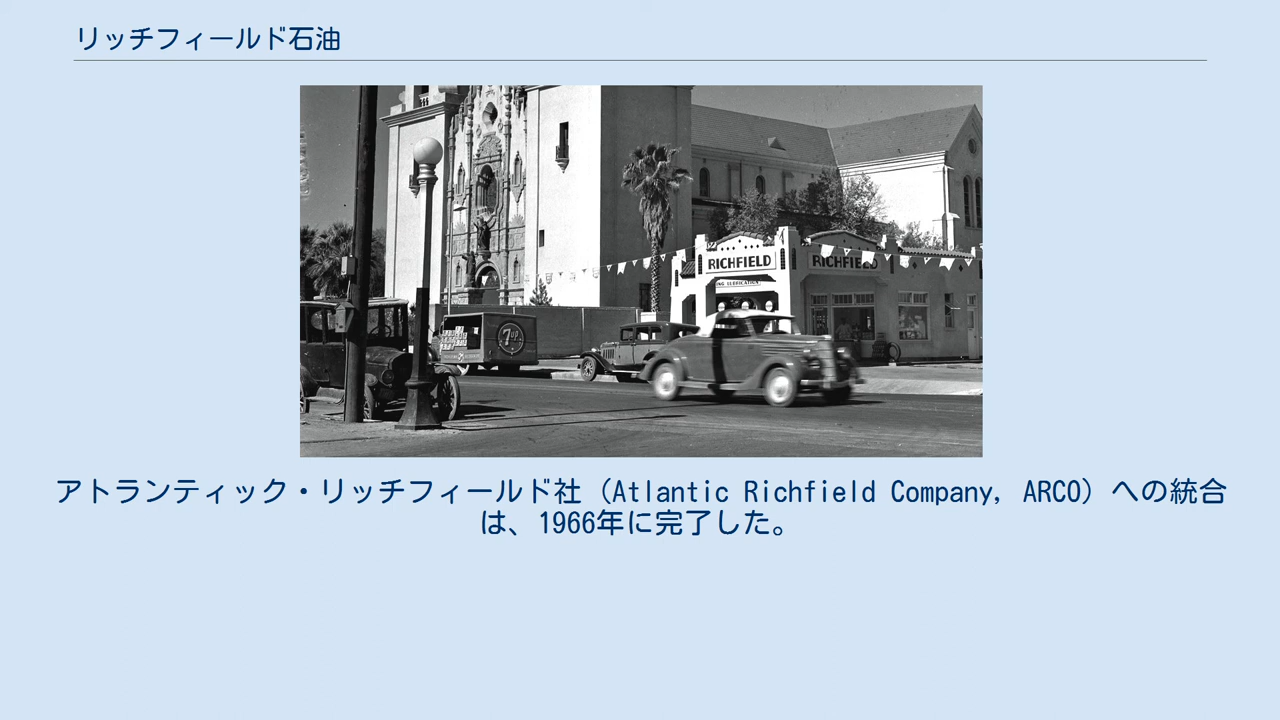 リッチフィールド石油
RICHFIELD
RICHFIELD
7up
アトランティック・リッチフィールド社（Atlantic Richfield Company, ARCO）への統合
は、1966年に完了した。